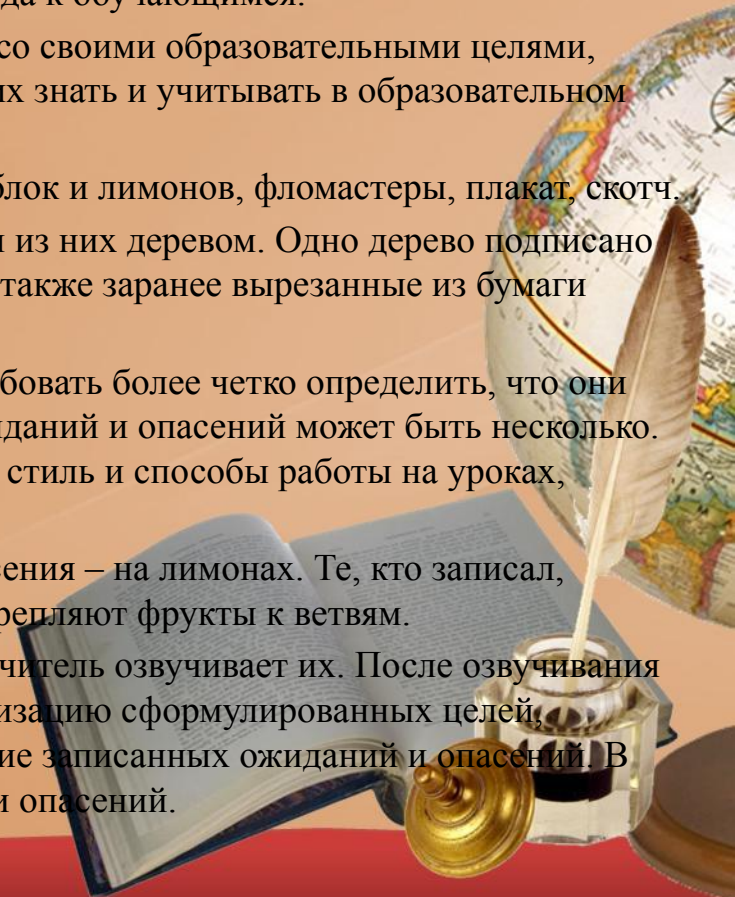 да к обучающимся.
со своими образовательными целями,
их знать и учитывать в образовательном
блок и лимонов, фломастеры, плакат, скотч.
из них деревом. Одно дерево подписано
также заранее вырезанные из бумаги
бовать более четко определить, что они
иданий и опасений может быть несколько.
стиль и способы работы на уроках,
сения – на лимонах. Те, кто записал,
репляют фрукты к ветвям.
читель озвучивает их. После озвучивания
изацию сформулированных целей,
ие записанных ожиданий и опасений. В
и опасений.